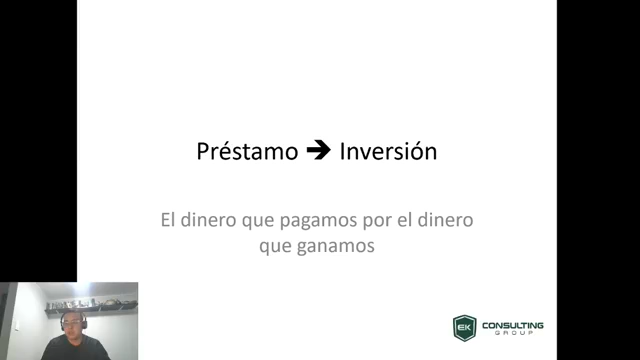 Préstamo ➔ Inversión
El dinero que pagamos por el dinero
que ganamos
EK
CONSULTING
GROUP